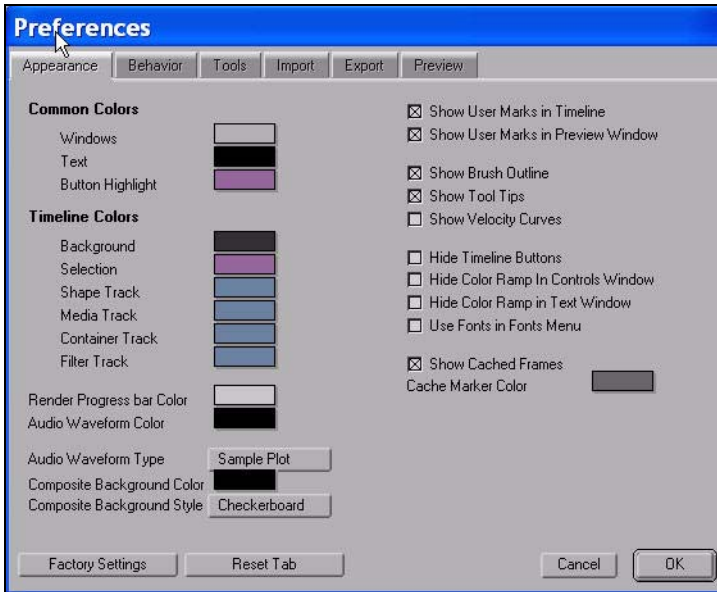 Preferences
Appearance Behavior Tools Import Export Preview
Common Colors
Windows
Text
Button Highlight
Timeline Colors
Background
Selection
Shape Track
Media Track
Container Track
Filter Track
Render Progress bar Color
Audio Waveform Color
Audio Waveform Type Sample Plot
Composite Background Color
Composite Background Style Checkerboard
Show User Marks in Timeline
Show User Marks in Preview Window
Show Brush Outline
Show Tool Tips
Show Velocity Curves
Hide Timeline Buttons
Hide Color Ramp In Controls Window
Hide Color Ramp in Text Window
Use Fonts in Fonts Menu
Show Cached Frames
Cache Marker Color
Factory Settings Reset Tab Cancel OK